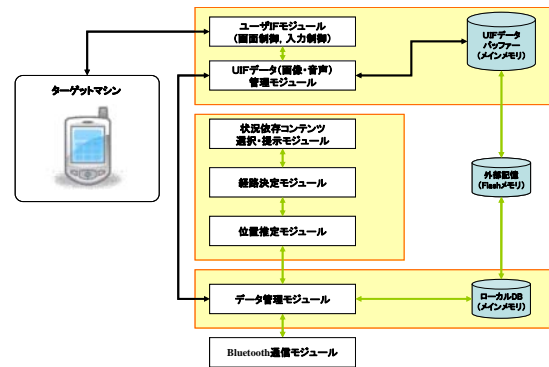 ユーザIFモジュール
(画面制御, 入力制御)
UIFデータ
バッファー
(メインメモリ)
UIFデータ(画像・音声)
管理モジュール
ターゲットマシン
状況依存コンテンツ
選択・提示モジュール
経路決定モジュール
外部記憶
(Flashメモリ)
位置推定モジュール
データ管理モジュール
ローカルDB
(メインメモリ)
Bluetooth通信モジュール